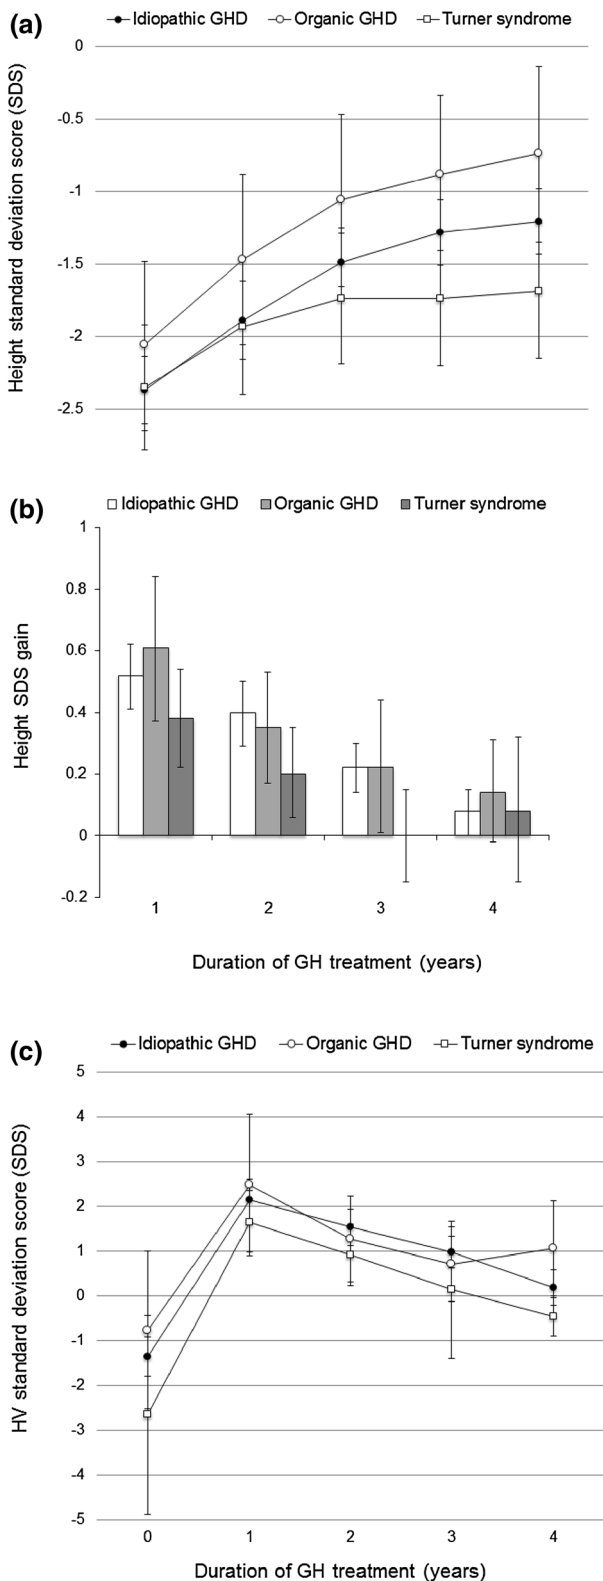 (a)
Idiopathic GHD Organic GHD Turner syndrome
Height standard deviation score (SDS)
0
-0.5
-1
-1.5
-2
-2.5
(b)
Idiopathic GHD Organic GHD Turner syndrome
Height SDS gain
1
0.8
0.6
0.4
0.2
0
-0.2
1 2 3 4
Duration of GH treatment (years)
(c)
Idiopathic GHD Organic GHD Turner syndrome
HV standard deviation score (SDS)
5
4
3
2
1
0
-1
-2
-3
-4
-5
0 1 2 3 4
Duration of GH treatment (years)